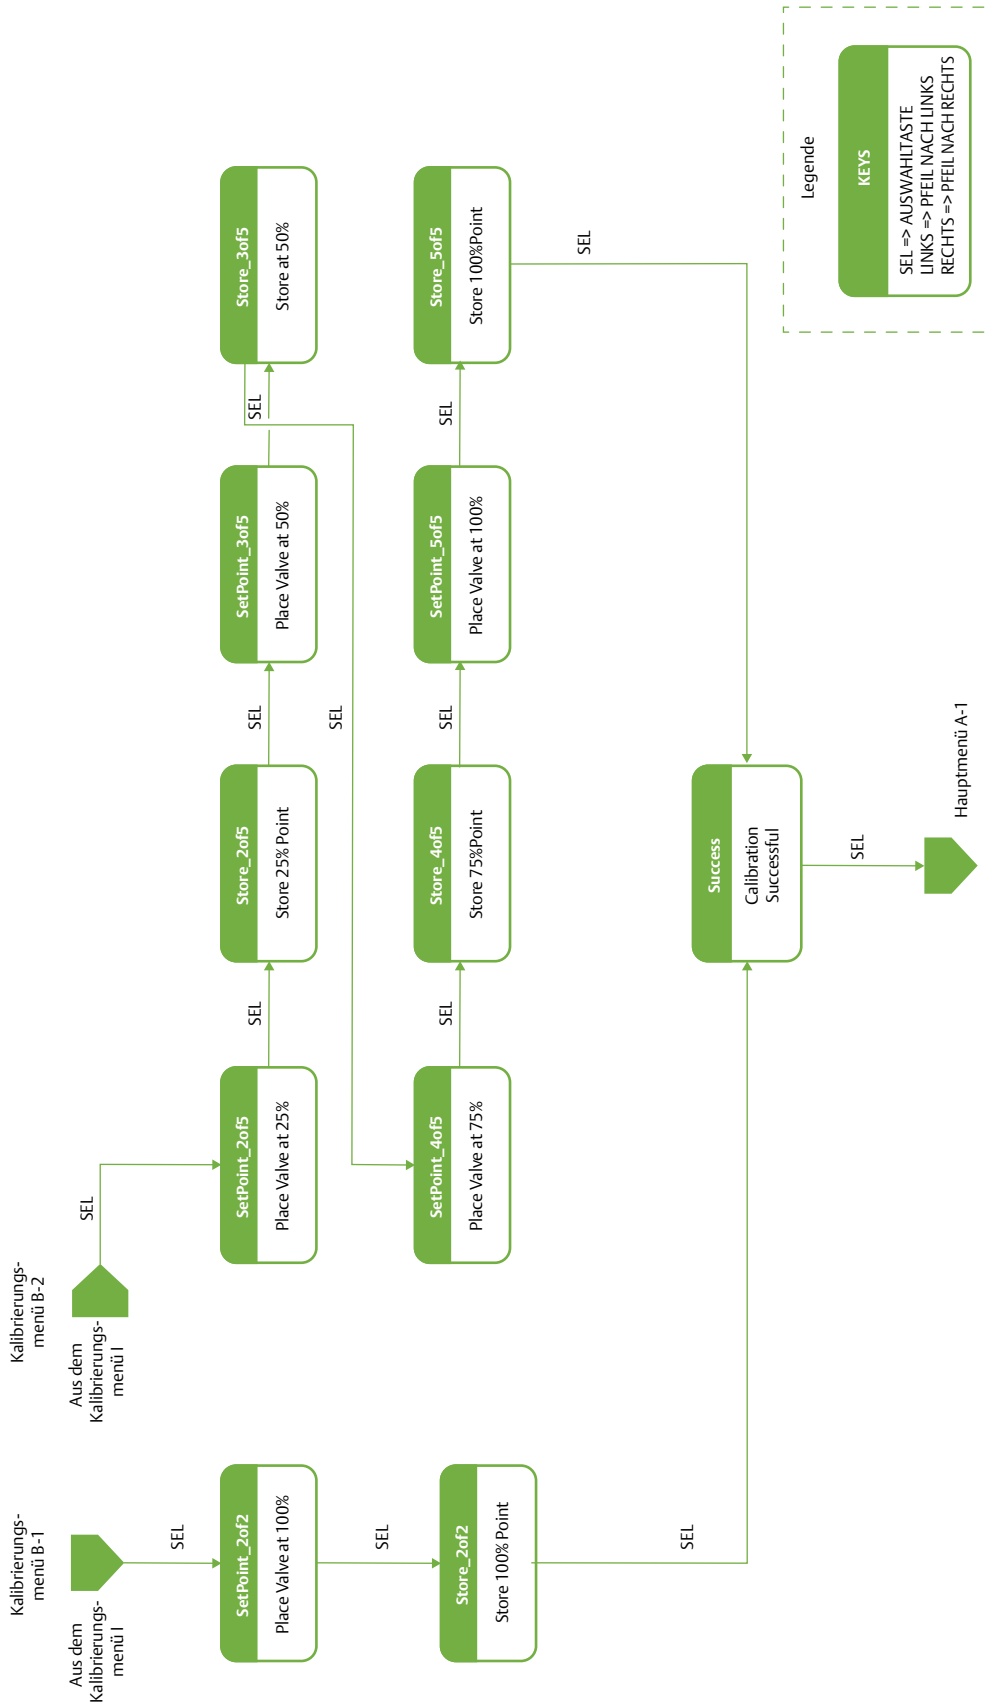 Kalibrierungs-
menü B-1
Aus dem
Kalibrierungs-
menü I
SEL
SetPoint_2of2
Place Valve at 100%
SEL
Store_2of2
Store 100% Point
SEL
Kalibrierungs-
menü B-2
Aus dem
Kalibrierungs-
menü I
SEL
SetPoint_2of5
Place Valve at 25%
SEL
Store_2of5
Store 25% Point
SEL
SetPoint_3of5
Place Valve at 50%
SEL
Store_3of5
Store at 50%
SEL
SetPoint_4of5
Place Valve at 75%
SEL
Store_4of5
Store 75%Point
SEL
SetPoint_5of5
Place Valve at 100%
SEL
Store_5of5
Store 100%Point
SEL
Success
Calibration
Successful
SEL
Hauptmenü A-1
Legende
KEYS
SEL => AUSWAHLTASTE
LINKS => PFEIL NACH LINKS
RECHTS => PFEIL NACH RECHTS